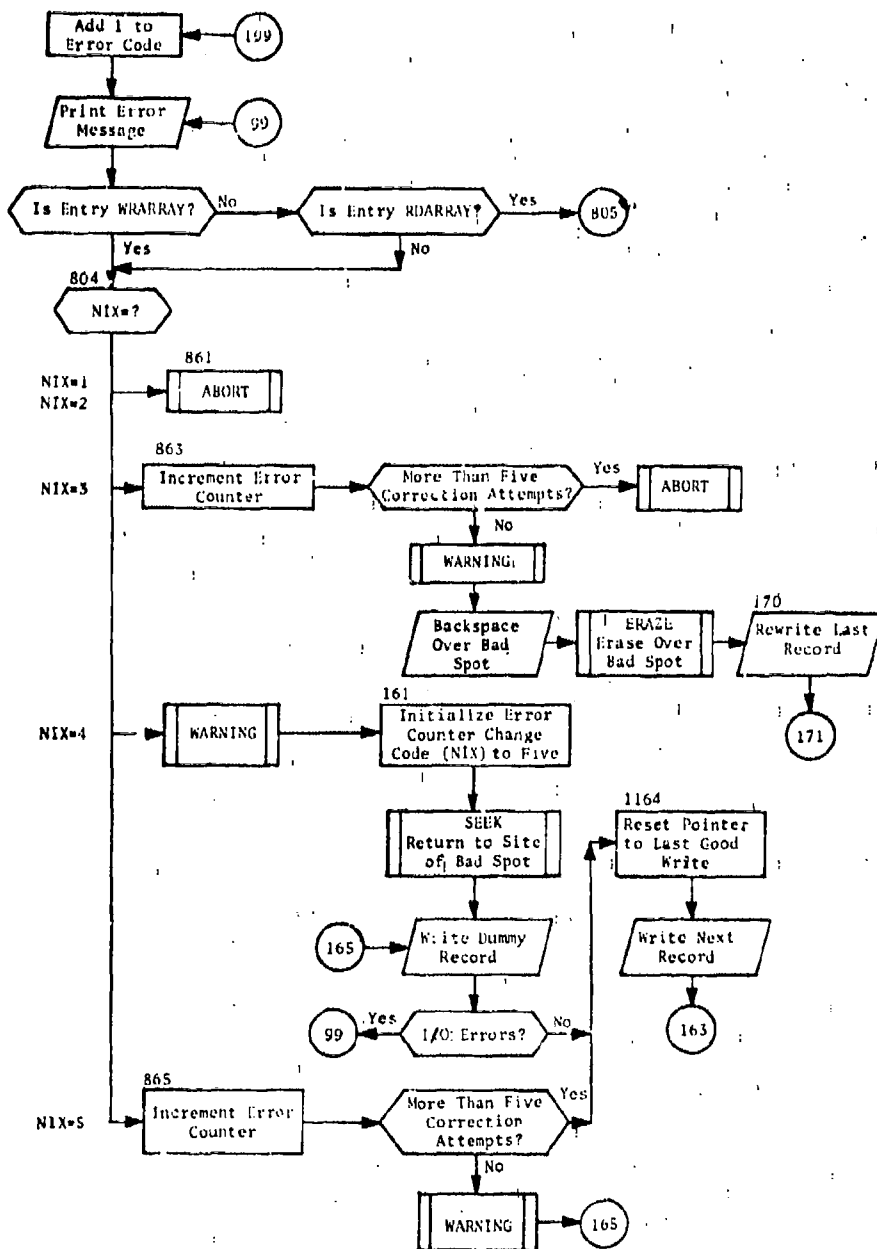 Add 1 to
Error Code
199
Print Error
Message
99
Is Entry WRARRAY?
No
Is Entry RDARRAY?
Yes
805
Yes
No
804
NIX=?
NIX=1
NIX=2
861
ABORT
NIX=3
863
Increment Error
Counter
More Than Five
Correction Attempts?
Yes
ABORT
No
WARNING
Backspace
Over Bad
Spot
ERAZE
Erase Over
Bad Spot
170
Rewrite Last
Record
171
NIX=4
WARNING
161
Initialize Error
Counter Change
Code (NIX) to Five
SEEK
Return to Site
of Bad Spot
1164
Reset Pointer
to Last Good
Write
165
Write Dummy
Record
Write Next
Record
99
Yes
I/O Errors?
No
163
NIX=5
865
Increment Error
Counter
More Than Five
Correction
Attempts?
Yes
No
WARNING
165